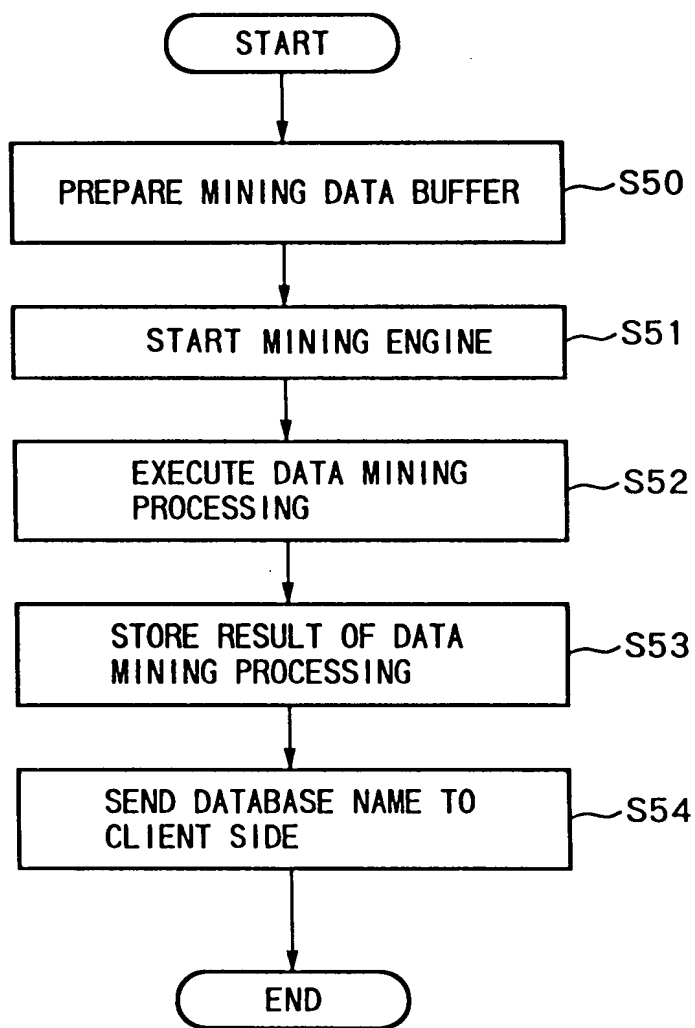 START
PREPARE MINING DATA BUFFER
S50
START MINING ENGINE
S51
EXECUTE DATA MINING
PROCESSING
S52
STORE RESULT OF DATA
MINING PROCESSING
S53
SEND DATABASE NAME TO
CLIENT SIDE
S54
END